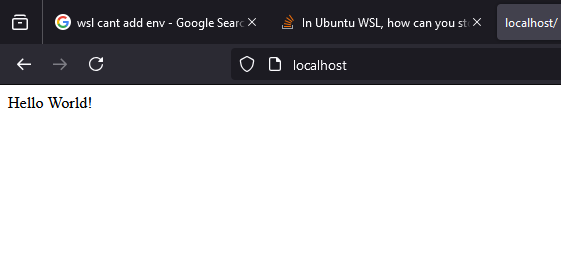 wsl cant add env - Google Searc
In Ubuntu WSL, how can you st
localhost/
localhost
Hello World!